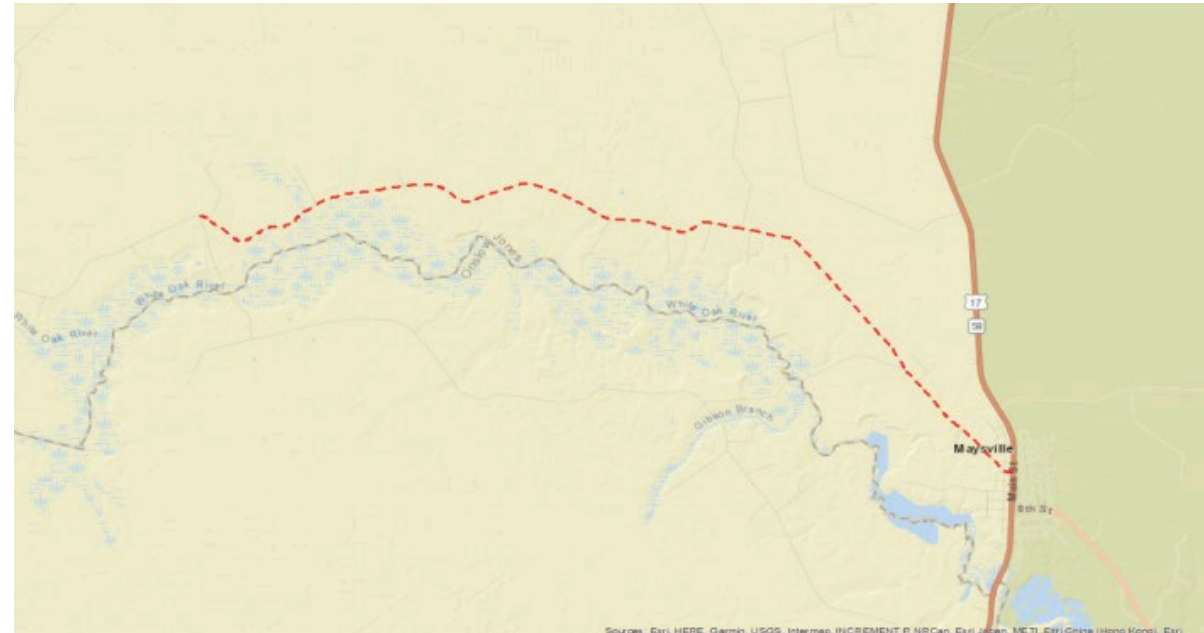 Jones
Onslow
White Oak River
White Oak River
White Oak River
17
58
Gibson Branch
Maysville
Main St
8th St
Sources: Esri, HERE, Garmin, USGS, Intermap, INCREMENT P, NRCan, Esri Japan, METI, Esri China (Hong Kong), Esri